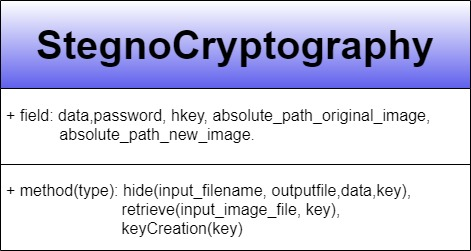 StegnoCryptography
+ field: data,password, hkey, absolute_path_original_image,
absolute_path_new_image.
+ method(type): hide(input_filename, outputfile,data,key),
retrieve(input_image_file, key),
keyCreation(key)